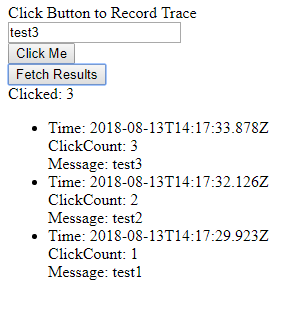 Click Button to Record Trace
test3
Click Me
Fetch Results
Clicked: 3
Time: 2018-08-13T14:17:33.878Z
ClickCount: 3
Message: test3
Time: 2018-08-13T14:17:32.126Z
ClickCount: 2
Message: test2
Time: 2018-08-13T14:17:29.923Z
ClickCount: 1
Message: test1